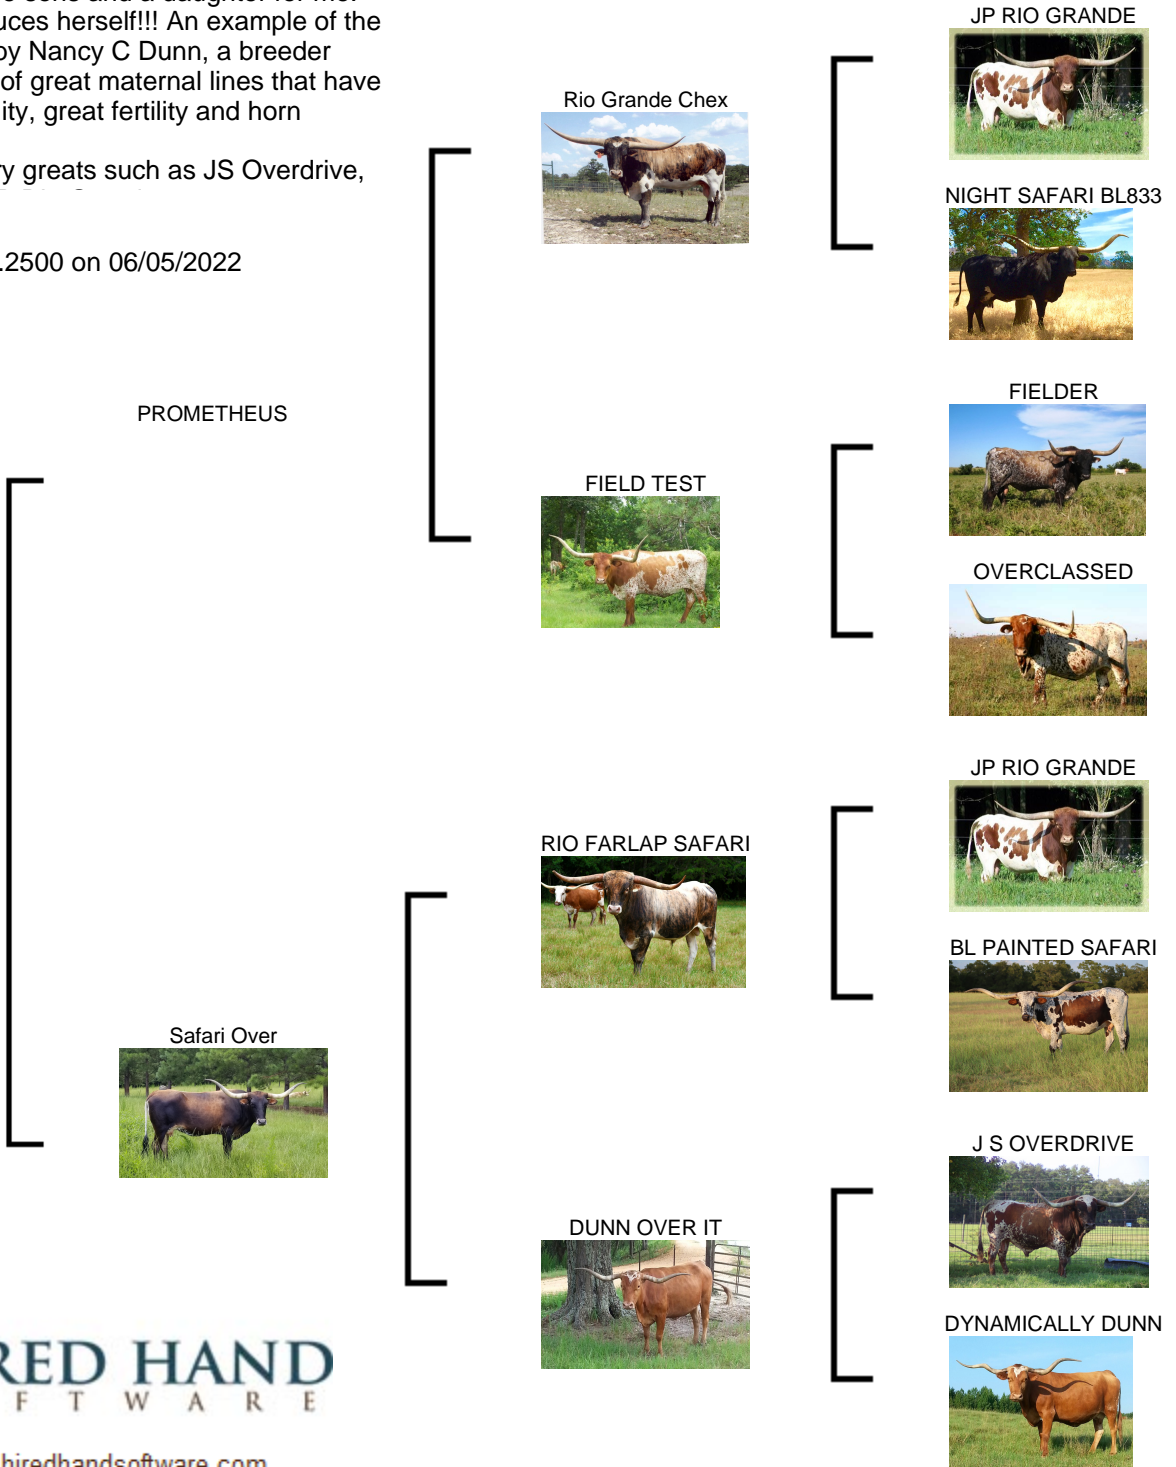 uces herself!!! An example of the
by Nancy C Dunn, a breeder
of great maternal lines that have
ity, great fertility and horn
ry greats such as JS Overdrive,
.2500 on 06/05/2022
PROMETHEUS
Safari Over
Rio Grande Chex
FIELD TEST
RIO FARLAP SAFARI
DUNN OVER IT
JP RIO GRANDE
NIGHT SAFARI BL833
FIELDER
OVERCLASSED
JP RIO GRANDE
BL PAINTED SAFARI
J S OVERDRIVE
DYNAMICALLY DUNN
RED HAND
F T W A R E
hiredhandsoftware.com